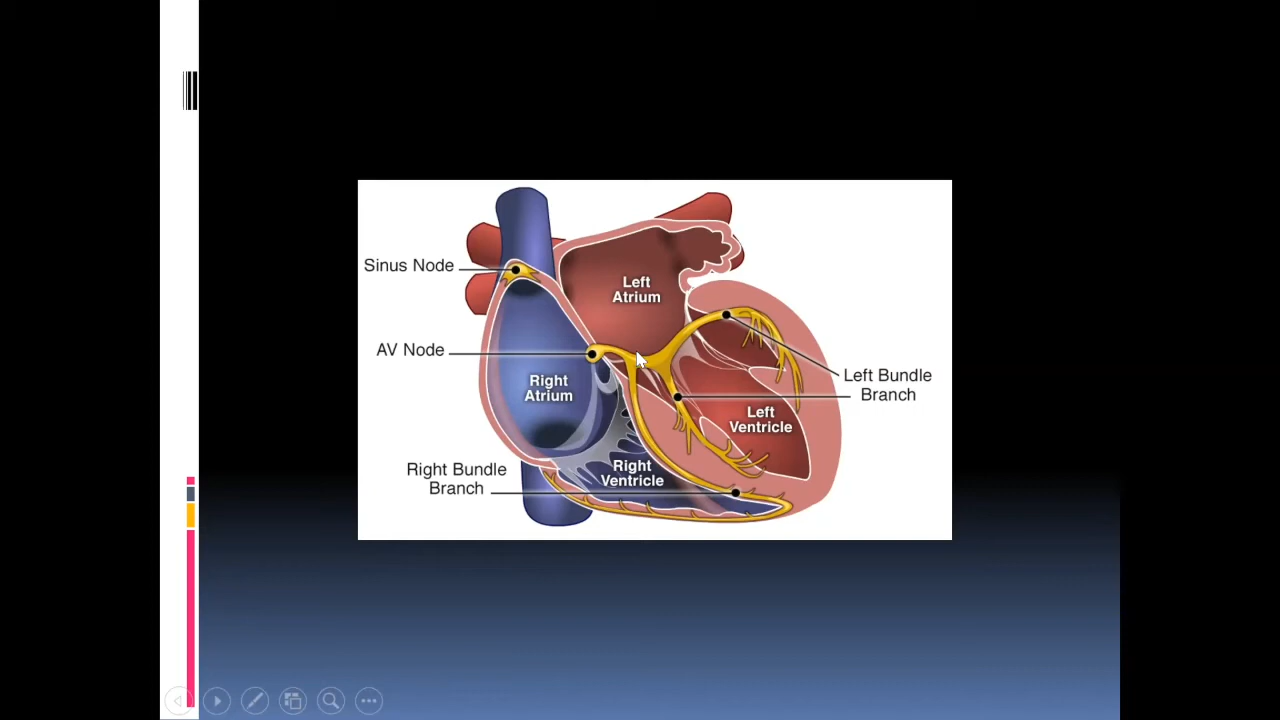 Sinus Node
Left
Atrium
AV Node
Right
Atrium
Left Bundle
Branch
Left
Ventricle
Right Bundle
Branch
Right
Ventricle